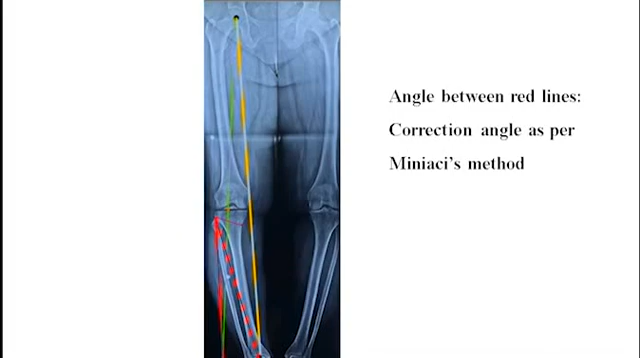 Angle between red lines:
Correction angle as per
Miniaci's method